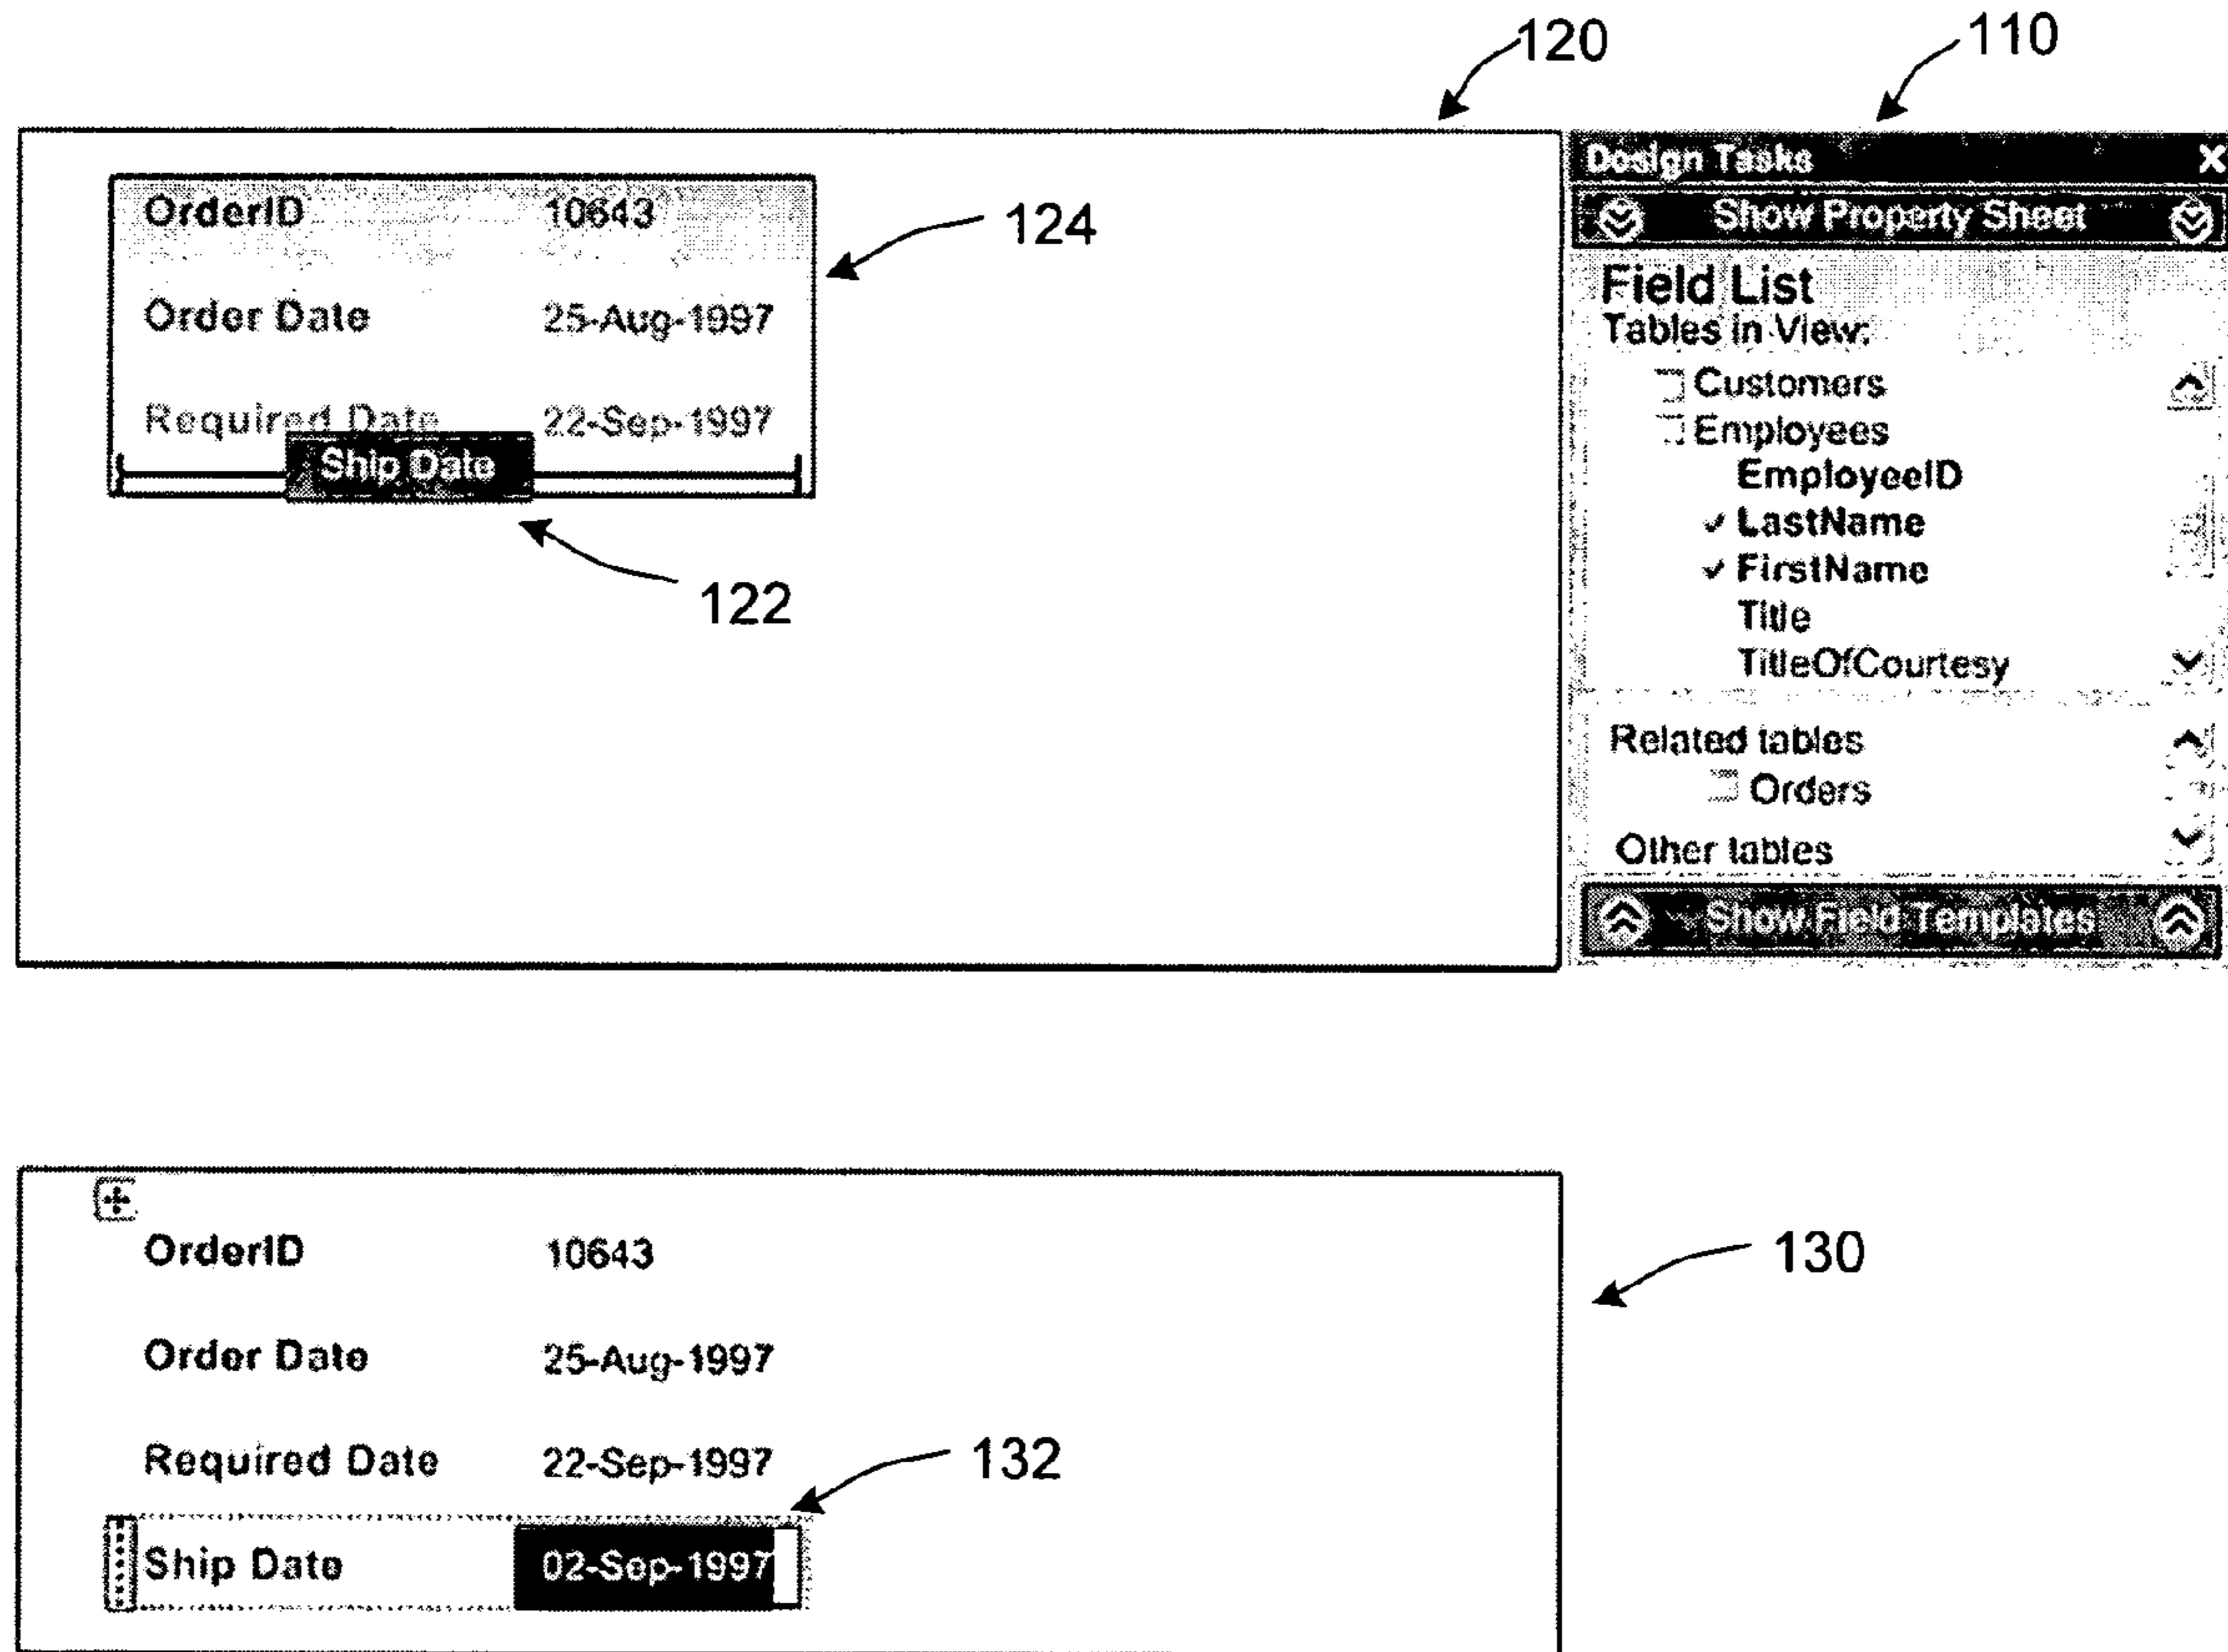 120
110
OrderID 10643
124
Order Date 25-Aug-1997
Required Date 22-Sep-1997
Ship Date
122
Design Tasks X
Show Property Sheet
Field List
Tables in View:
Customers
Employees
EmployeeID
LastName
FirstName
Title
TitleOfCourtesy
Related tables
Orders
Other tables
Show Field Templates
OrderID 10643
130
Order Date 25-Aug-1997
Required Date 22-Sep-1997
132
Ship Date 02-Sep-1997